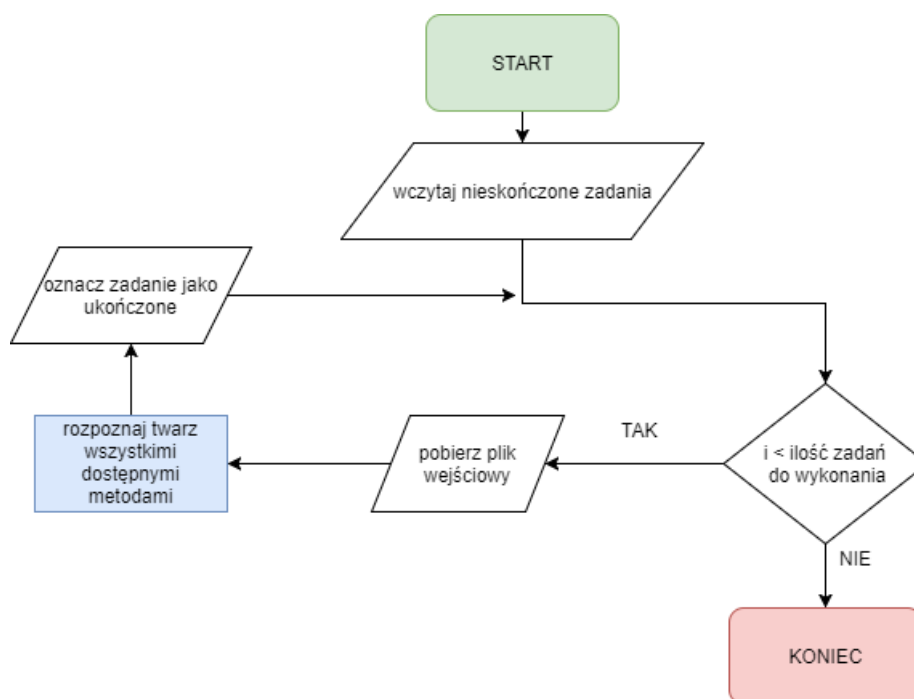 START
wczytaj nieskończone zadania
oznacz zadanie jako
ukończone
rozpoznaj twarz
wszystkimi
dostępnymi
metodami
pobierz plik
wejściowy
TAK
i < ilość zadań
do wykonania
NIE
KONIEC